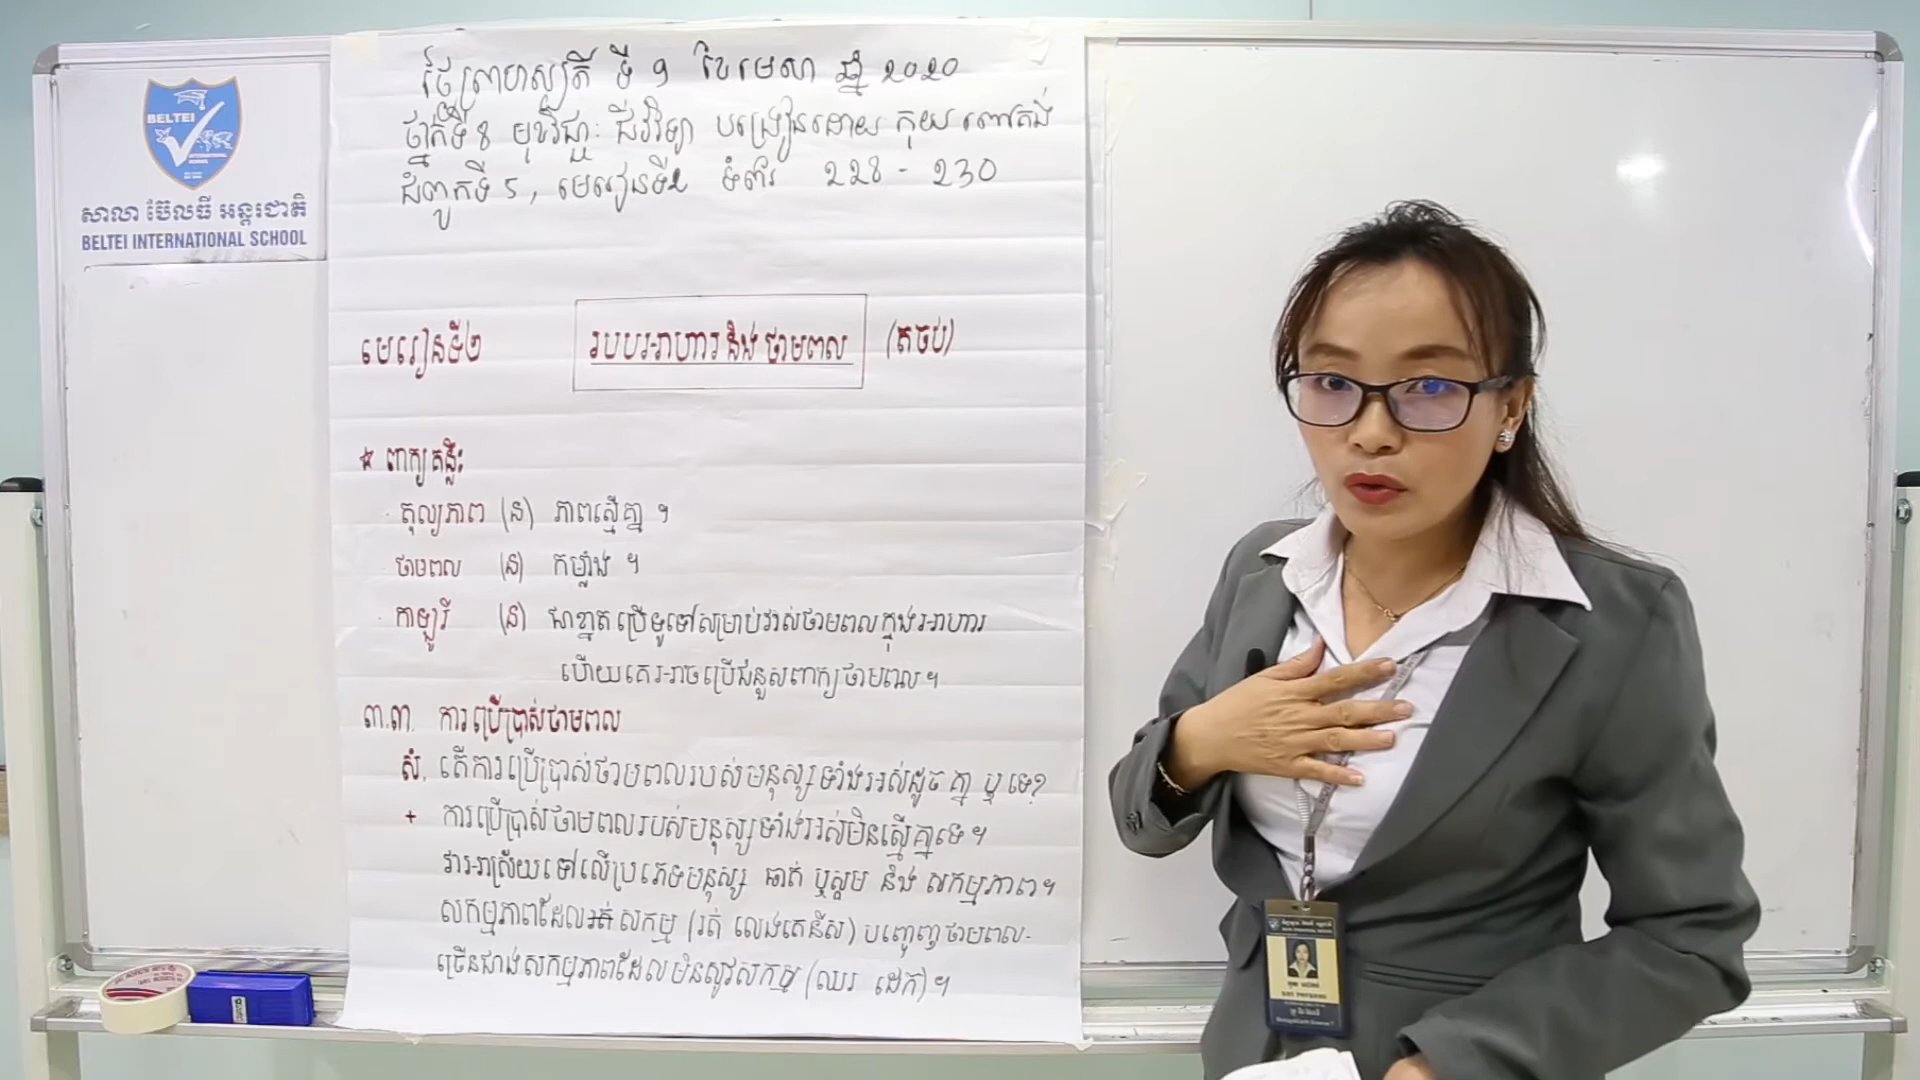 BELTEI
INTERNATIONAL
SCHOOL
សាលា ប៊ែលធី អន្តរជាតិ
BELTEI INTERNATIONAL SCHOOL
ថ្ងៃព្រហស្បតិ៍ ទី 9 ខែមេសា ឆ្នាំ 2020
ថ្នាក់ទី 8 មុខវិជ្ជា: ជីវវិទ្យា បង្រៀនដោយ កុយ
ជំពូកទី 5, មេរៀនទី2 ទំព័រ 228 - 230
មេរៀនទី២ របបអាហារ និង ថាមពល (តចប់)
☆ ពាក្យគន្លឹះ
· តុល្យភាព (ន) ភាពស្មើគ្នា ។
ថាមពល (ន) កម្លាំង ។
· កាឡូរី (ន) ជាខ្នាតប្រើទូទៅសម្រាប់វាស់ថាមពលក្នុងអាហារ
ហើយគេអាចប្រើជំនួសពាក្យថាមពល។
៣.៣. ការប្រើប្រាស់ថាមពល
សំ. តើការប្រើប្រាស់ថាមពលរបស់មនុស្សទាំងអស់ដូចគ្នា ឬ ទេ?
+ ការប្រើប្រាស់ថាមពលរបស់មនុស្សទាំងអស់មិនស្មើគ្នាទេ ។
វាអាស្រ័យទៅលើប្រភេទមនុស្ស ធាត់ ឬស្គម និង សកម្មភាព។
សកម្មភាពដែល សកម្ម (រត់ លេងតេនីស) បញ្ចេញថាមពល-
ច្រើនជាងសកម្មភាពដែលមិនសូវសកម្ម (ឈរ ដេក) ។